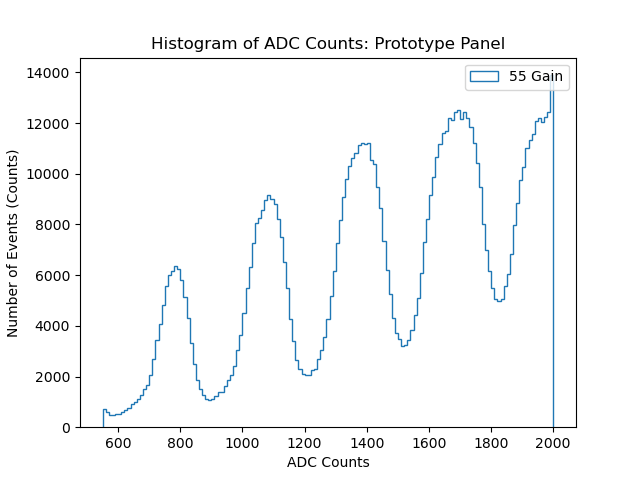 Histogram of ADC Counts: Prototype Panel
55 Gain
Number of Events (Counts)
14000
12000
10000
8000
6000
4000
2000
0
600 800 1000 1200 1400 1600 1800 2000
ADC Counts